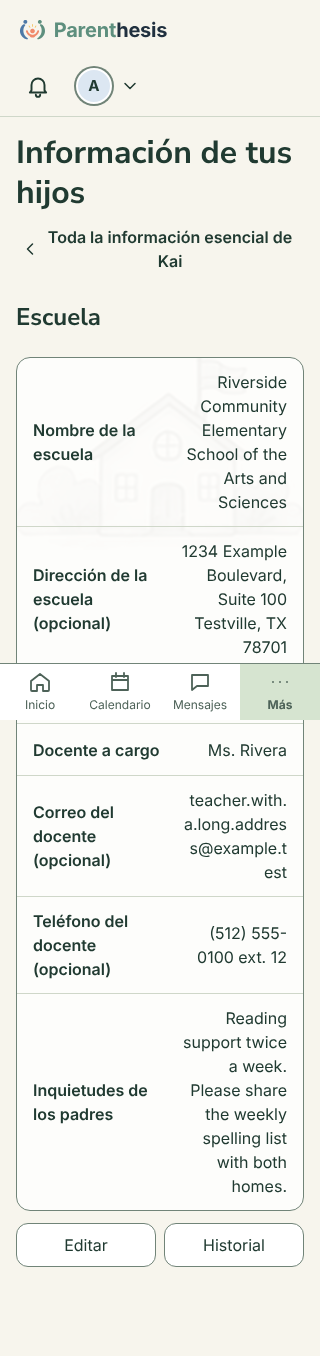 Parenthesis
A
Información de tus
hijos
Toda la información esencial de
Kai
Escuela
Nombre de la
escuela
Riverside
Community
Elementary
School of the
Arts and
Sciences
Dirección de la
escuela
(opcional)
1234 Example
Boulevard,
Suite 100
Testville, TX
78701
Inicio
Calendario
Mensajes
Más
Docente a cargo
Ms. Rivera
Correo del
docente
(opcional)
teacher.with.
a.long.addres
s@example.t
est
Teléfono del
docente
(opcional)
(512) 555-
0100 ext. 12
Inquietudes de
los padres
Reading
support twice
a week.
Please share
the weekly
spelling list
with both
homes.
Editar
Historial